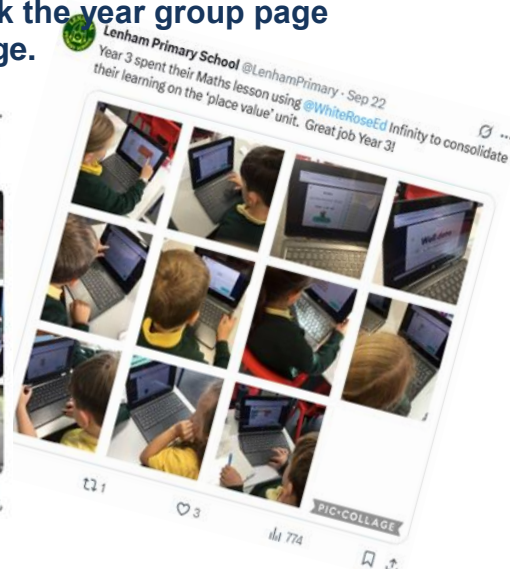 k the year group page
ge.
Lenham Primary School @LenhamPrimary · Sep 22
Year 3 spent their Maths lesson using @WhiteRoseEd Infinity to consolidate
their learning on the 'place value' unit. Great job Year 3!
Well done
PIC•COLLAGE
1
3
774